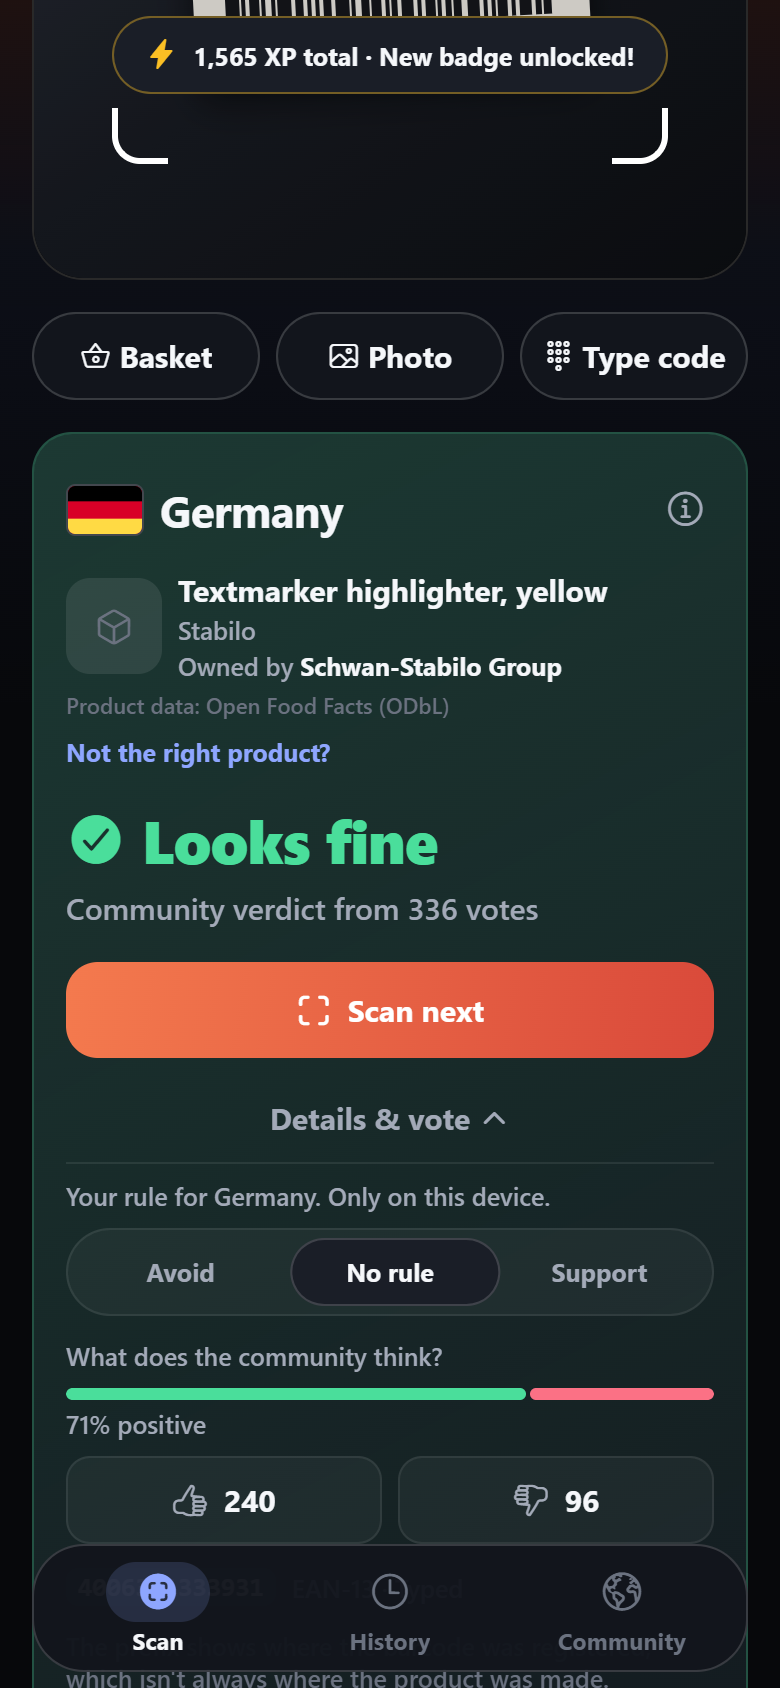 1,565 XP total · New badge unlocked!
Basket
Photo
Type code
Germany
Textmarker highlighter, yellow
Stabilo
Owned by Schwan-Stabilo Group
Product data: Open Food Facts (ODbL)
Not the right product?
Looks fine
Community verdict from 336 votes
Scan next
Details & vote
Your rule for Germany. Only on this device.
Avoid
No rule
Support
What does the community think?
71% positive
240
96
Scan
History
Community
which isn't always where the product was made.